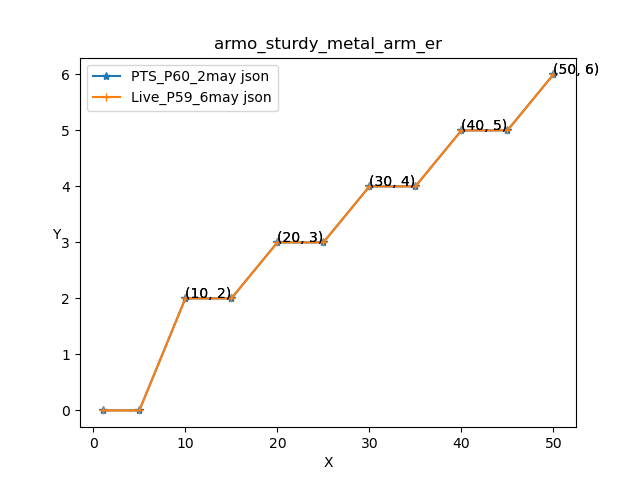 armo_sturdy_metal_arm_er
PTS_P60_2may json
Live_P59_6may json
(50, 6)
(40, 5)
(30, 4)
(20, 3)
(10, 2)
6
5
4
3
2
1
0
Y
0 10 20 30 40 50
X